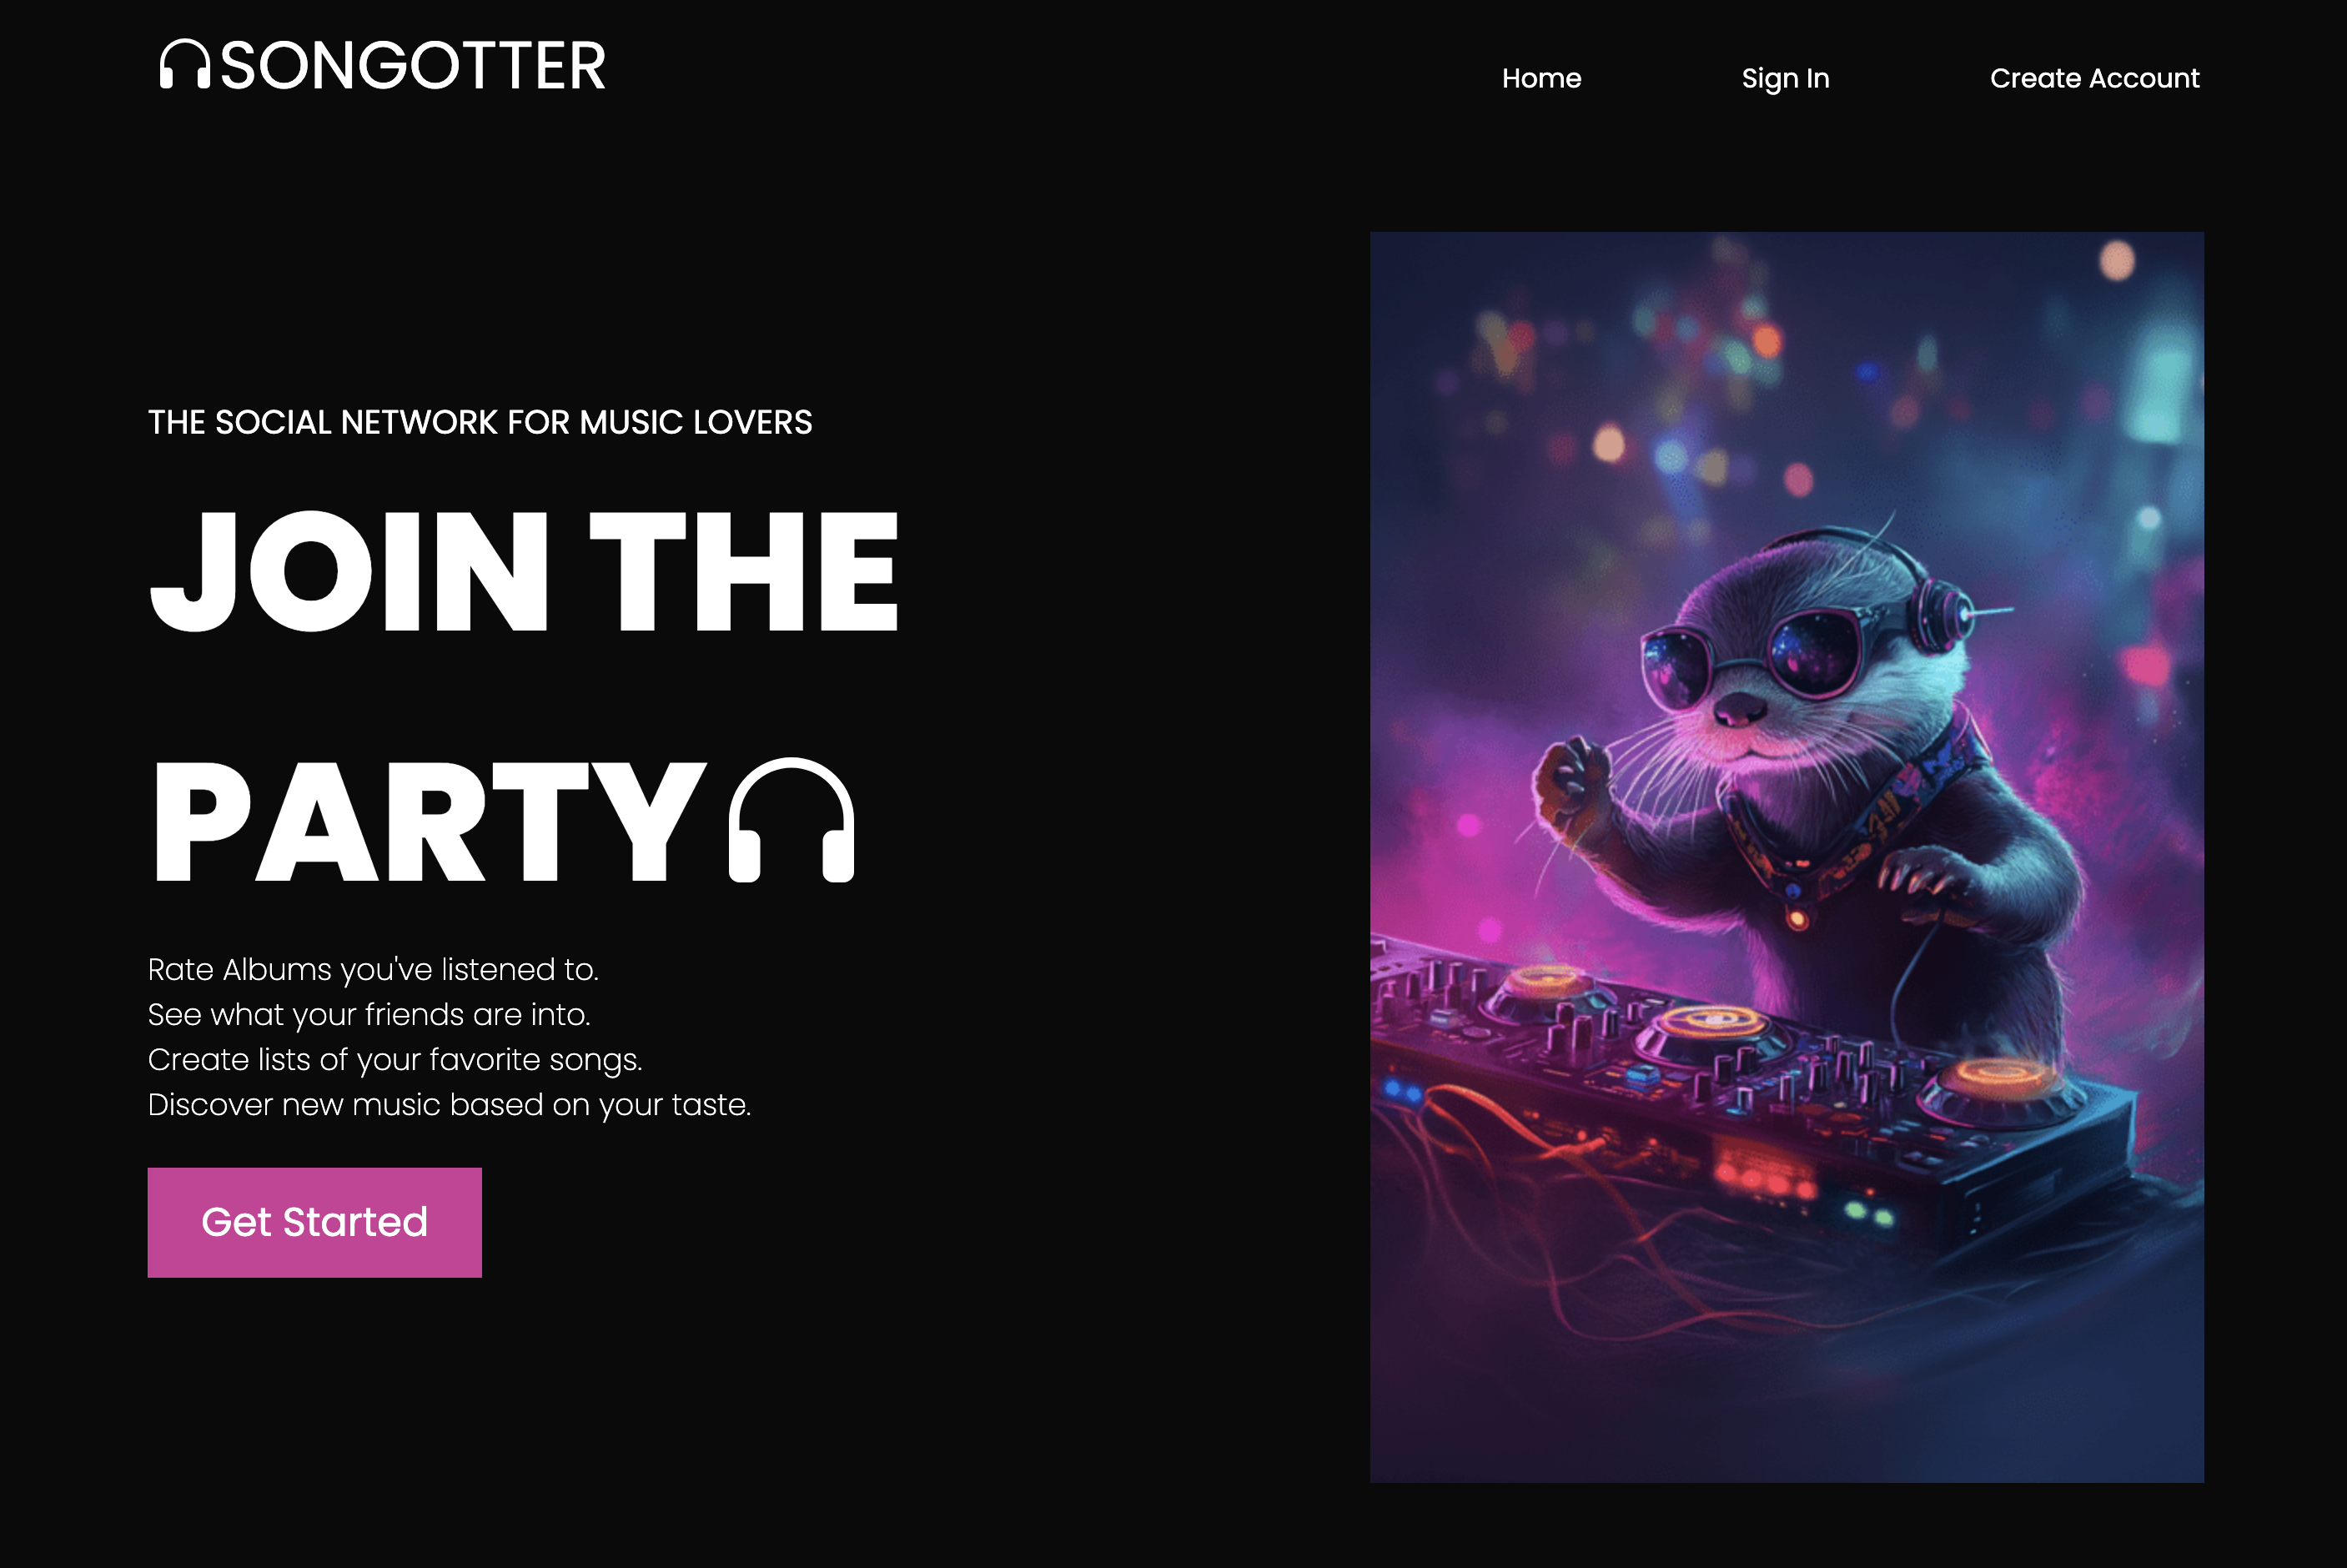 SONGOTTER
Home
Sign In
Create Account
THE SOCIAL NETWORK FOR MUSIC LOVERS
JOIN THE
PARTY
Rate Albums you've listened to.
See what your friends are into.
Create lists of your favorite songs.
Discover new music based on your taste.
Get Started